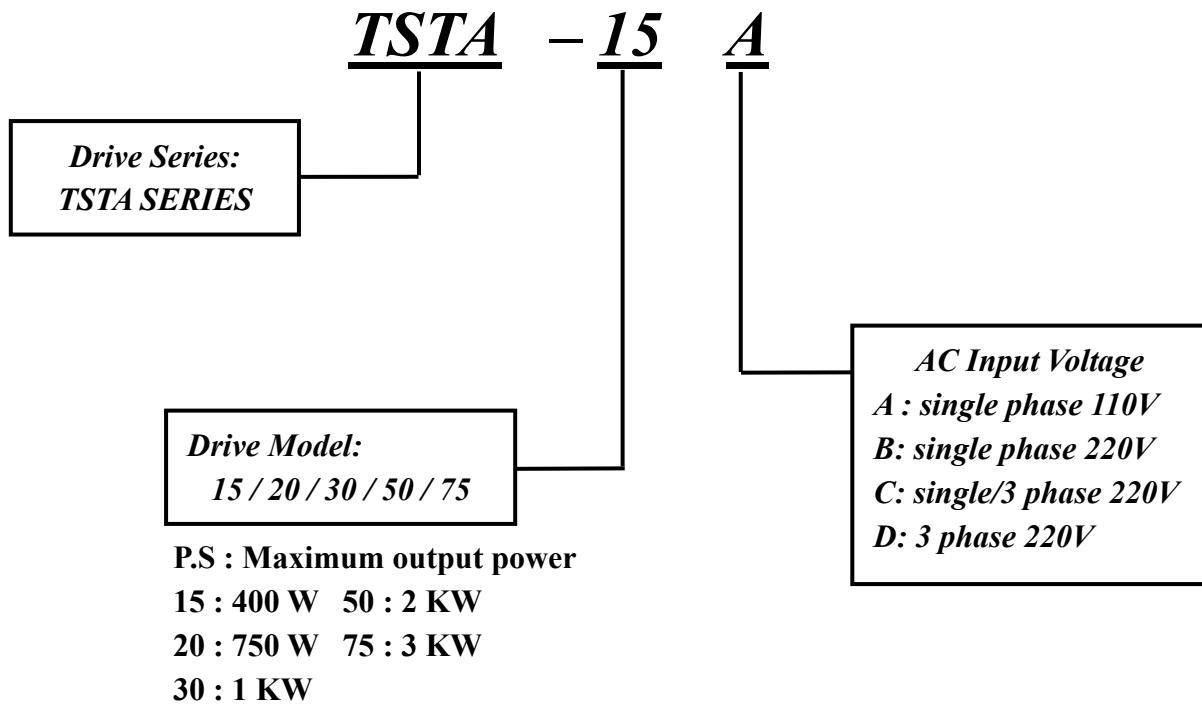 TSTA – 15 A
Drive Series:
TSTA SERIES
AC Input Voltage
A : single phase 110V
B: single phase 220V
C: single/3 phase 220V
D: 3 phase 220V
Drive Model:
15 / 20 / 30 / 50 / 75
P.S : Maximum output power
15 : 400 W 50 : 2 KW
20 : 750 W 75 : 3 KW
30 : 1 KW